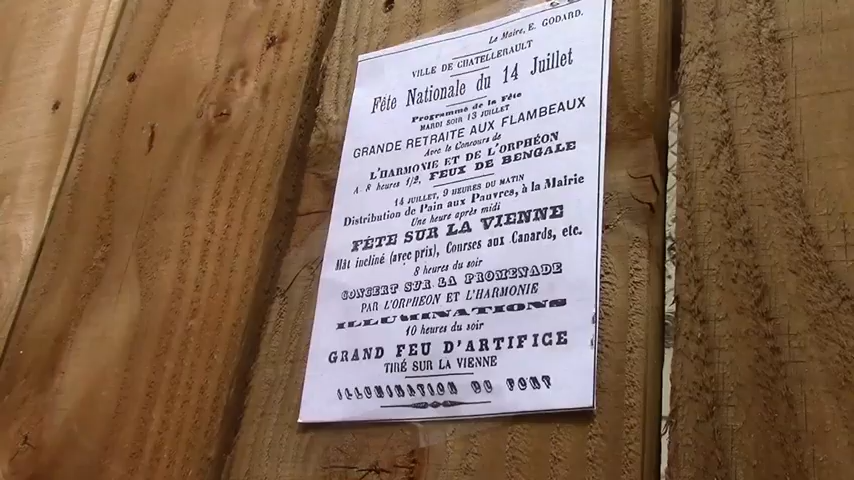 Le Maire, E. GODARD.
VILLE DE CHATELLERAULT
Fête Nationale du 14 Juillet
Programme de la Fête
MARDI SOIR 13 JUILLET
GRANDE RETRAITE AUX FLAMBEAUX
Avec le Concours de
L'HARMONIE ET DE L'ORPHÉON
A 8 heures 1/2, FEUX DE BENGALE
14 JUILLET, 9 HEURES DU MATIN
Distribution de Pain aux Pauvres, à la Mairie
Une heure après midi
FÊTE SUR LA VIENNE
Mât incliné (avec prix), Courses aux Canards, etc.
8 heures du soir
CONCERT SUR LA PROMENADE
PAR L'ORPHÉON ET L'HARMONIE
ILLUMINATIONS
10 heures du soir
GRAND FEU D'ARTIFICE
TIRÉ SUR LA VIENNE
ILLUMINATION DU PONT